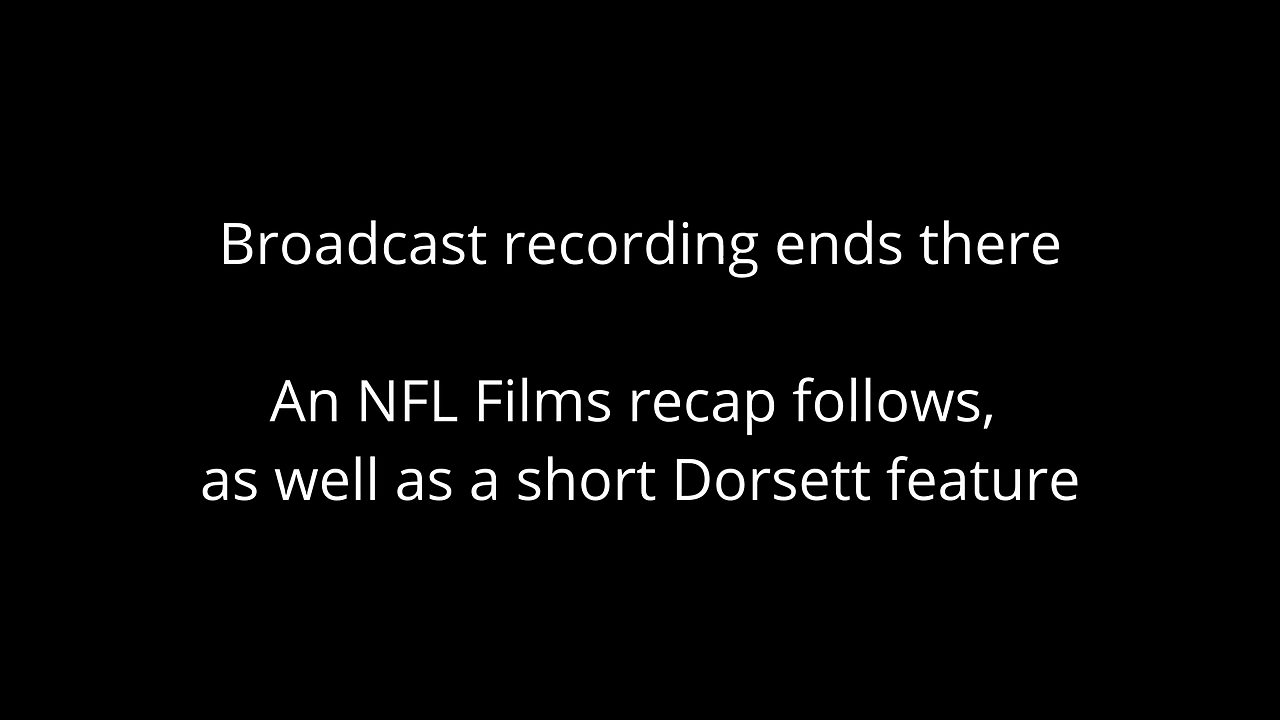 Broadcast recording ends there
An NFL Films recap follows,
as well as a short Dorsett feature